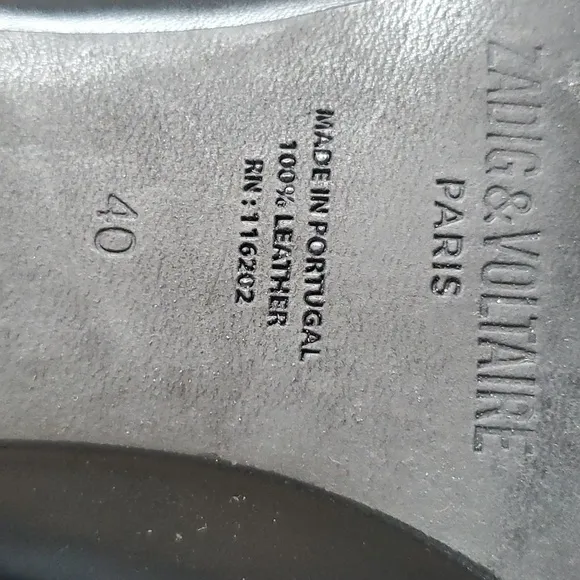 ZADIG&VOLTAIRE
PARIS
MADE IN PORTUGAL
100% LEATHER
RN : 116202
40